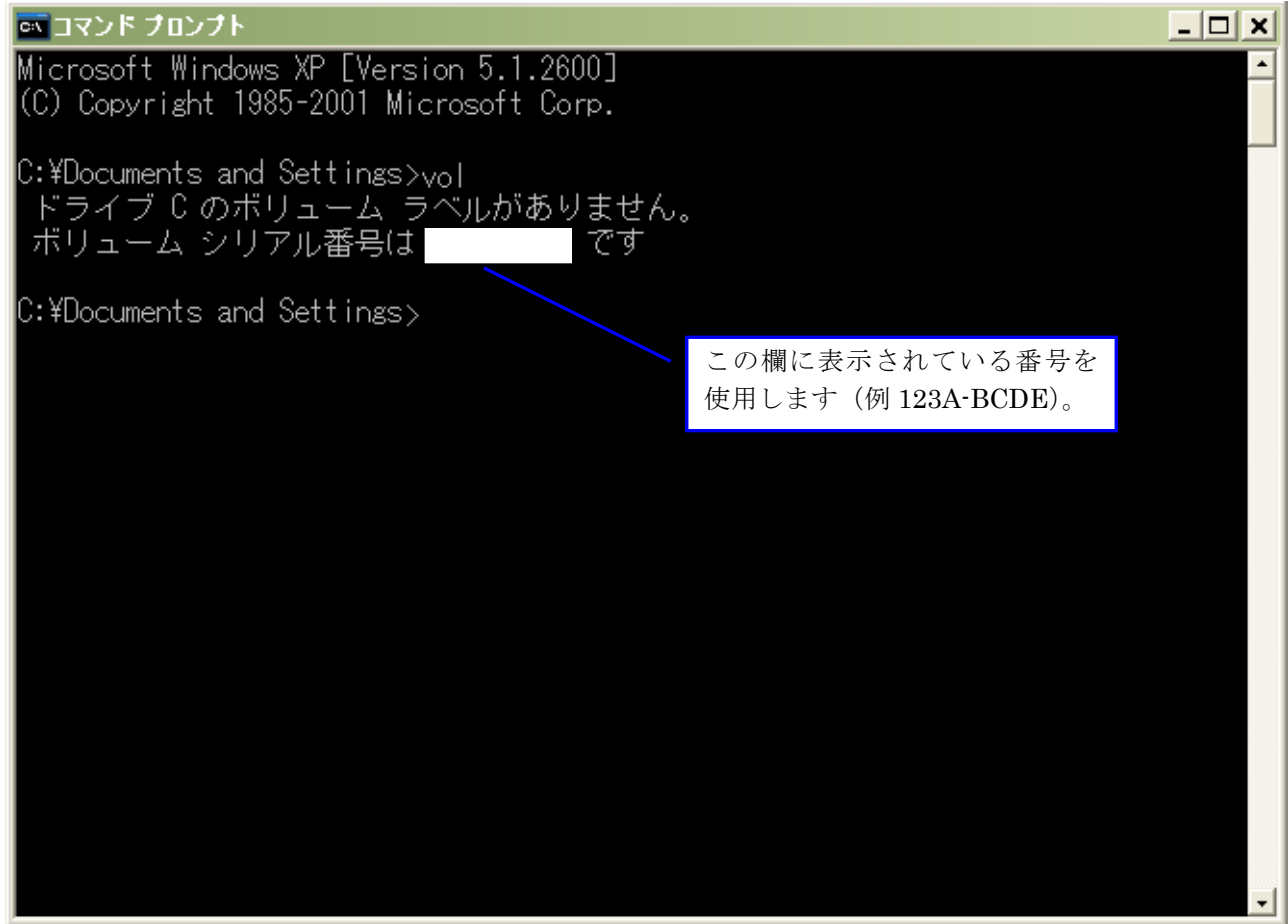 コマンド プロンプト
Microsoft Windows XP [Version 5.1.2600]
(C) Copyright 1985-2001 Microsoft Corp.
C:¥Documents and Settings>vol
ドライブ C のボリューム ラベルがありません。
ボリューム シリアル番号は です
C:¥Documents and Settings>
この欄に表示されている番号を
使用します（例 123A-BCDE）。